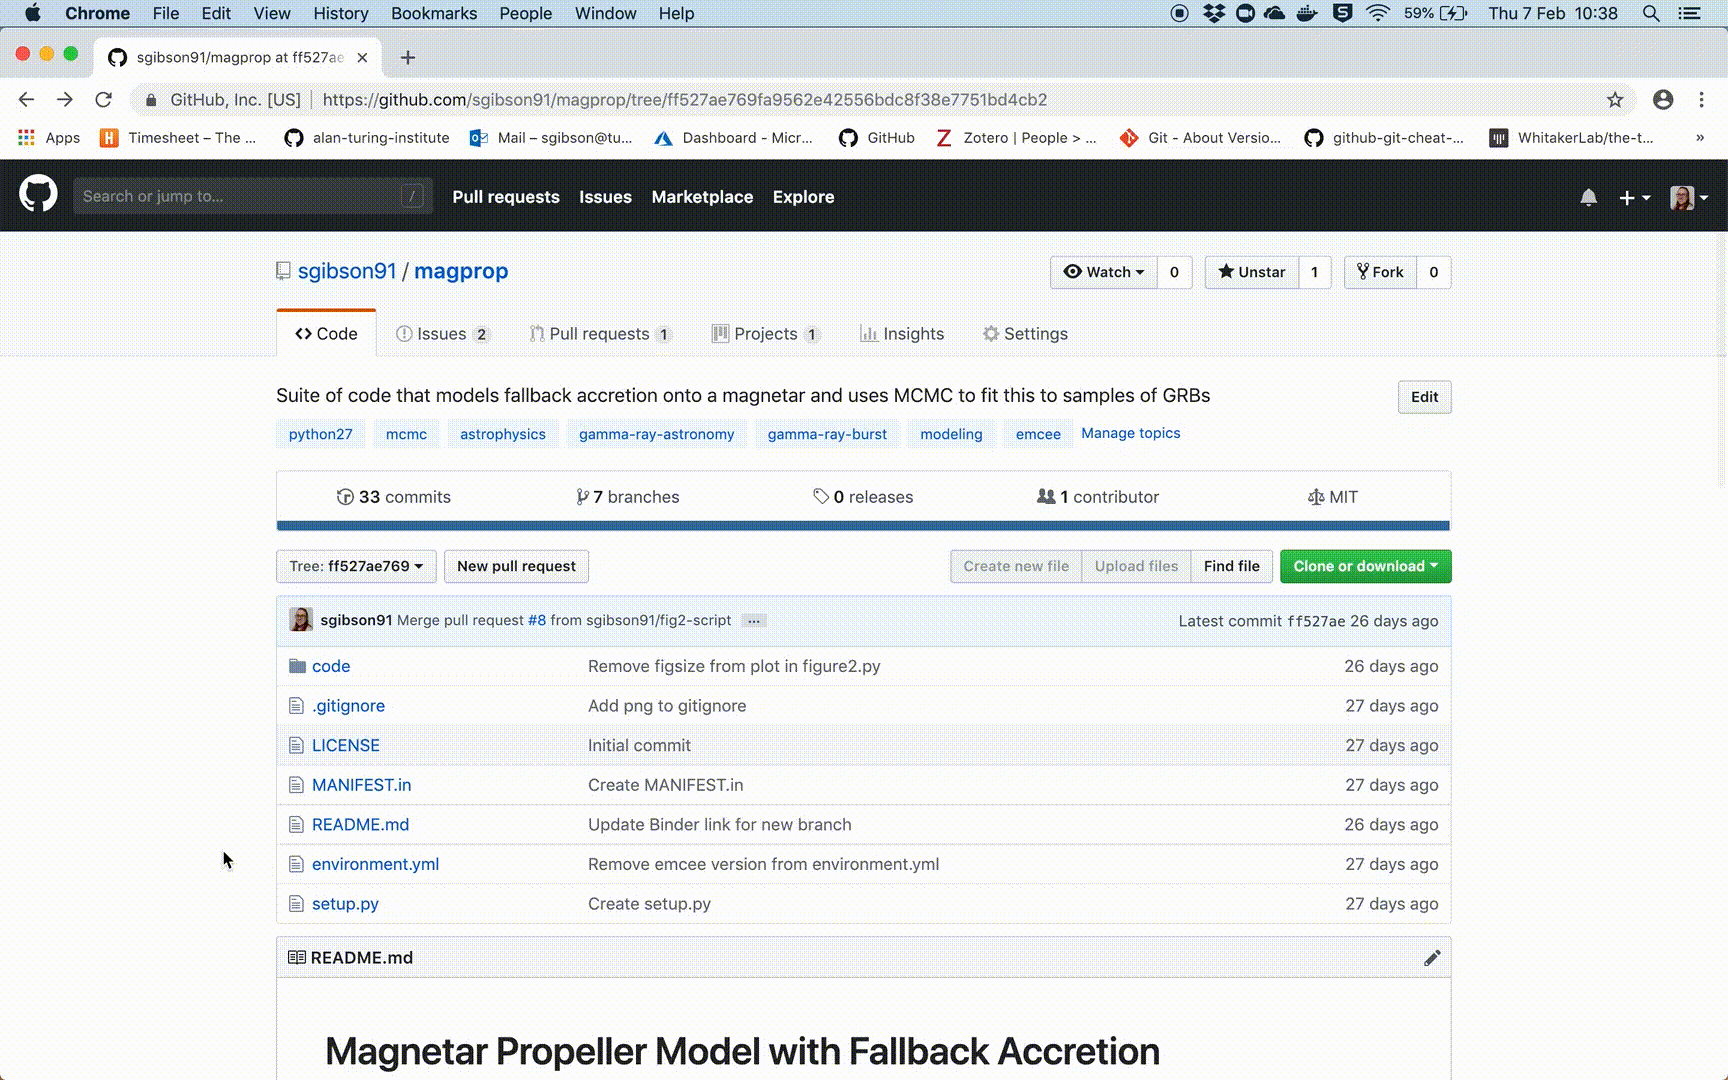 Chrome File Edit View History Bookmarks People Window Help 59% Thu 7 Feb 10:38
sgibson91/magprop at ff527ae
GitHub, Inc. [US] https://github.com/sgibson91/magprop/tree/ff527ae769fa9562e42556bdc8f38e7751bd4cb2
Apps Timesheet – The ... alan-turing-institute Mail – sgibson@tu... Dashboard - Micr... GitHub Zotero | People > ... Git - About Versio... github-git-cheat-... WhitakerLab/the-t... »
Search or jump to... / Pull requests Issues Marketplace Explore
sgibson91 / magprop Watch 0 Unstar 1 Fork 0
Code Issues 2 Pull requests 1 Projects 1 Insights Settings
Suite of code that models fallback accretion onto a magnetar and uses MCMC to fit this to samples of GRBs Edit
python27 mcmc astrophysics gamma-ray-astronomy gamma-ray-burst modeling emcee Manage topics
33 commits 7 branches 0 releases 1 contributor MIT
Tree: ff527ae769 New pull request Create new file Upload files Find file Clone or download
sgibson91 Merge pull request #8 from sgibson91/fig2-script ... Latest commit ff527ae 26 days ago
code Remove figsize from plot in figure2.py 26 days ago
.gitignore Add png to gitignore 27 days ago
LICENSE Initial commit 27 days ago
MANIFEST.in Create MANIFEST.in 27 days ago
README.md Update Binder link for new branch 26 days ago
environment.yml Remove emcee version from environment.yml 27 days ago
setup.py Create setup.py 27 days ago
README.md
Magnetar Propeller Model with Fallback Accretion